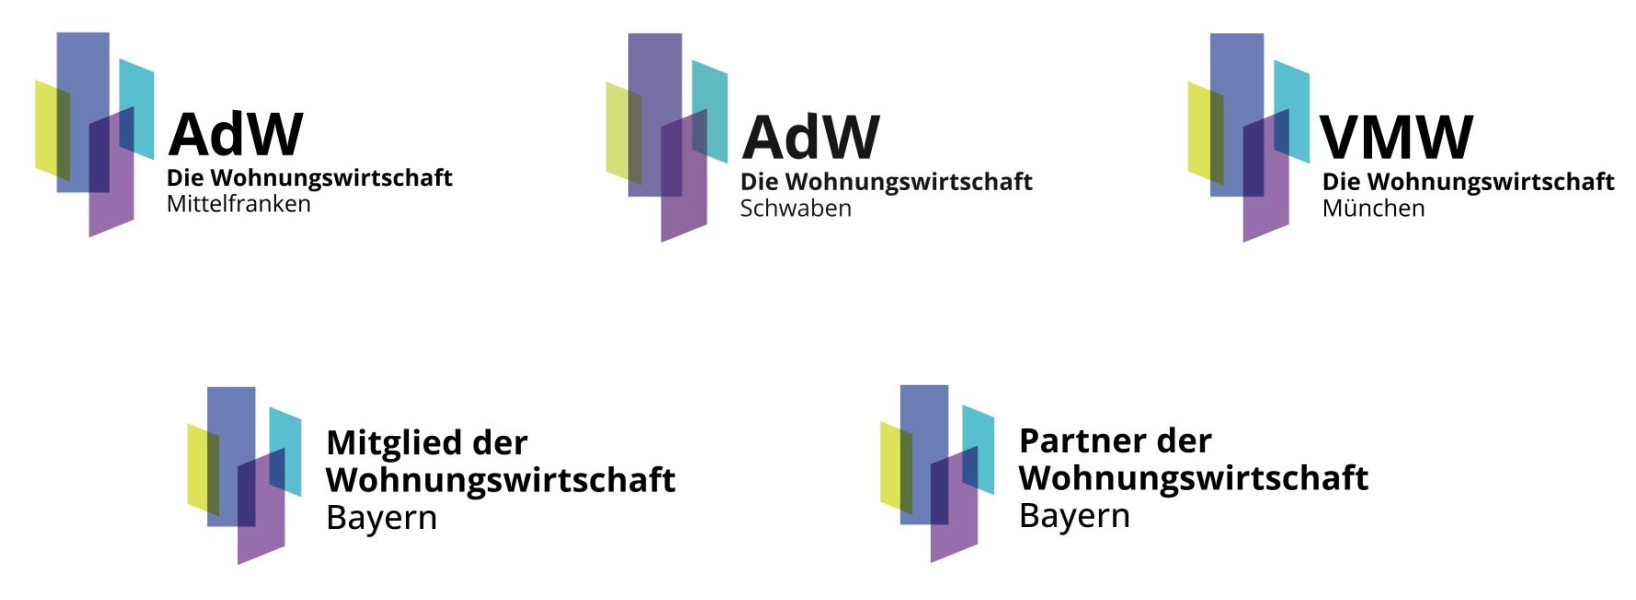 AdW
Die Wohnungswirtschaft
Mittelfranken
AdW
Die Wohnungswirtschaft
Schwaben
VMW
Die Wohnungswirtschaft
München
Mitglied der
Wohnungswirtschaft
Bayern
Partner der
Wohnungswirtschaft
Bayern